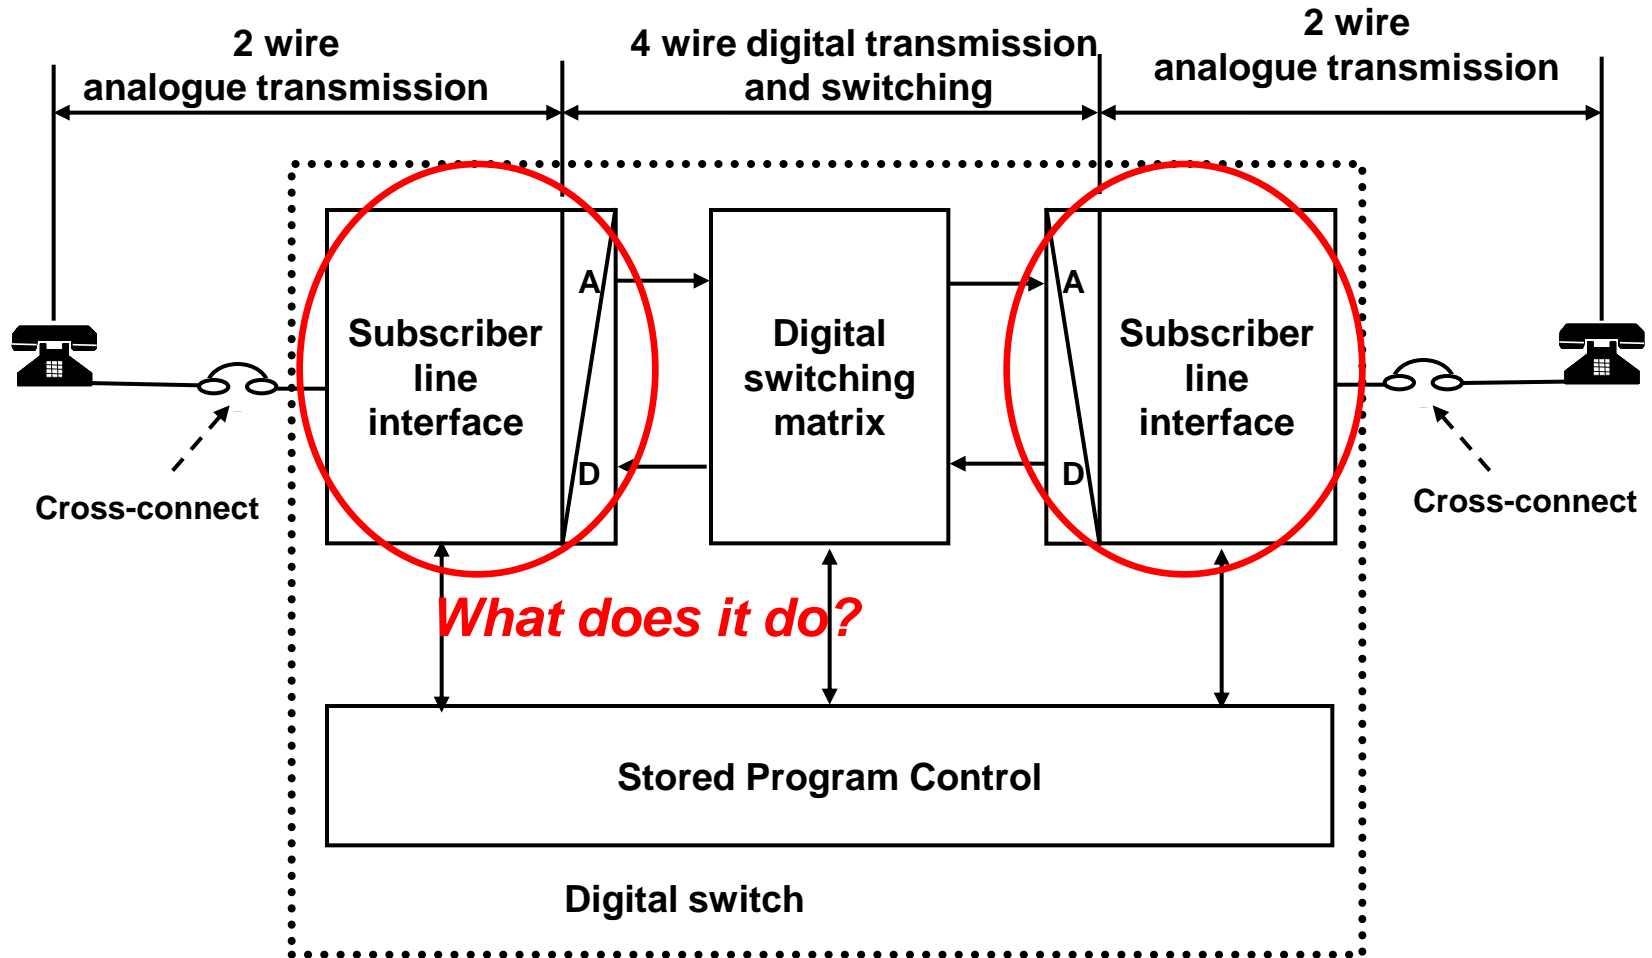 2 wire
analogue transmission
4 wire digital transmission
and switching
2 wire
analogue transmission
Subscriber
line
interface
A
D
Digital
switching
matrix
A
D
Subscriber
line
interface
Cross-connect
Cross-connect
What does it do?
Stored Program Control
Digital switch